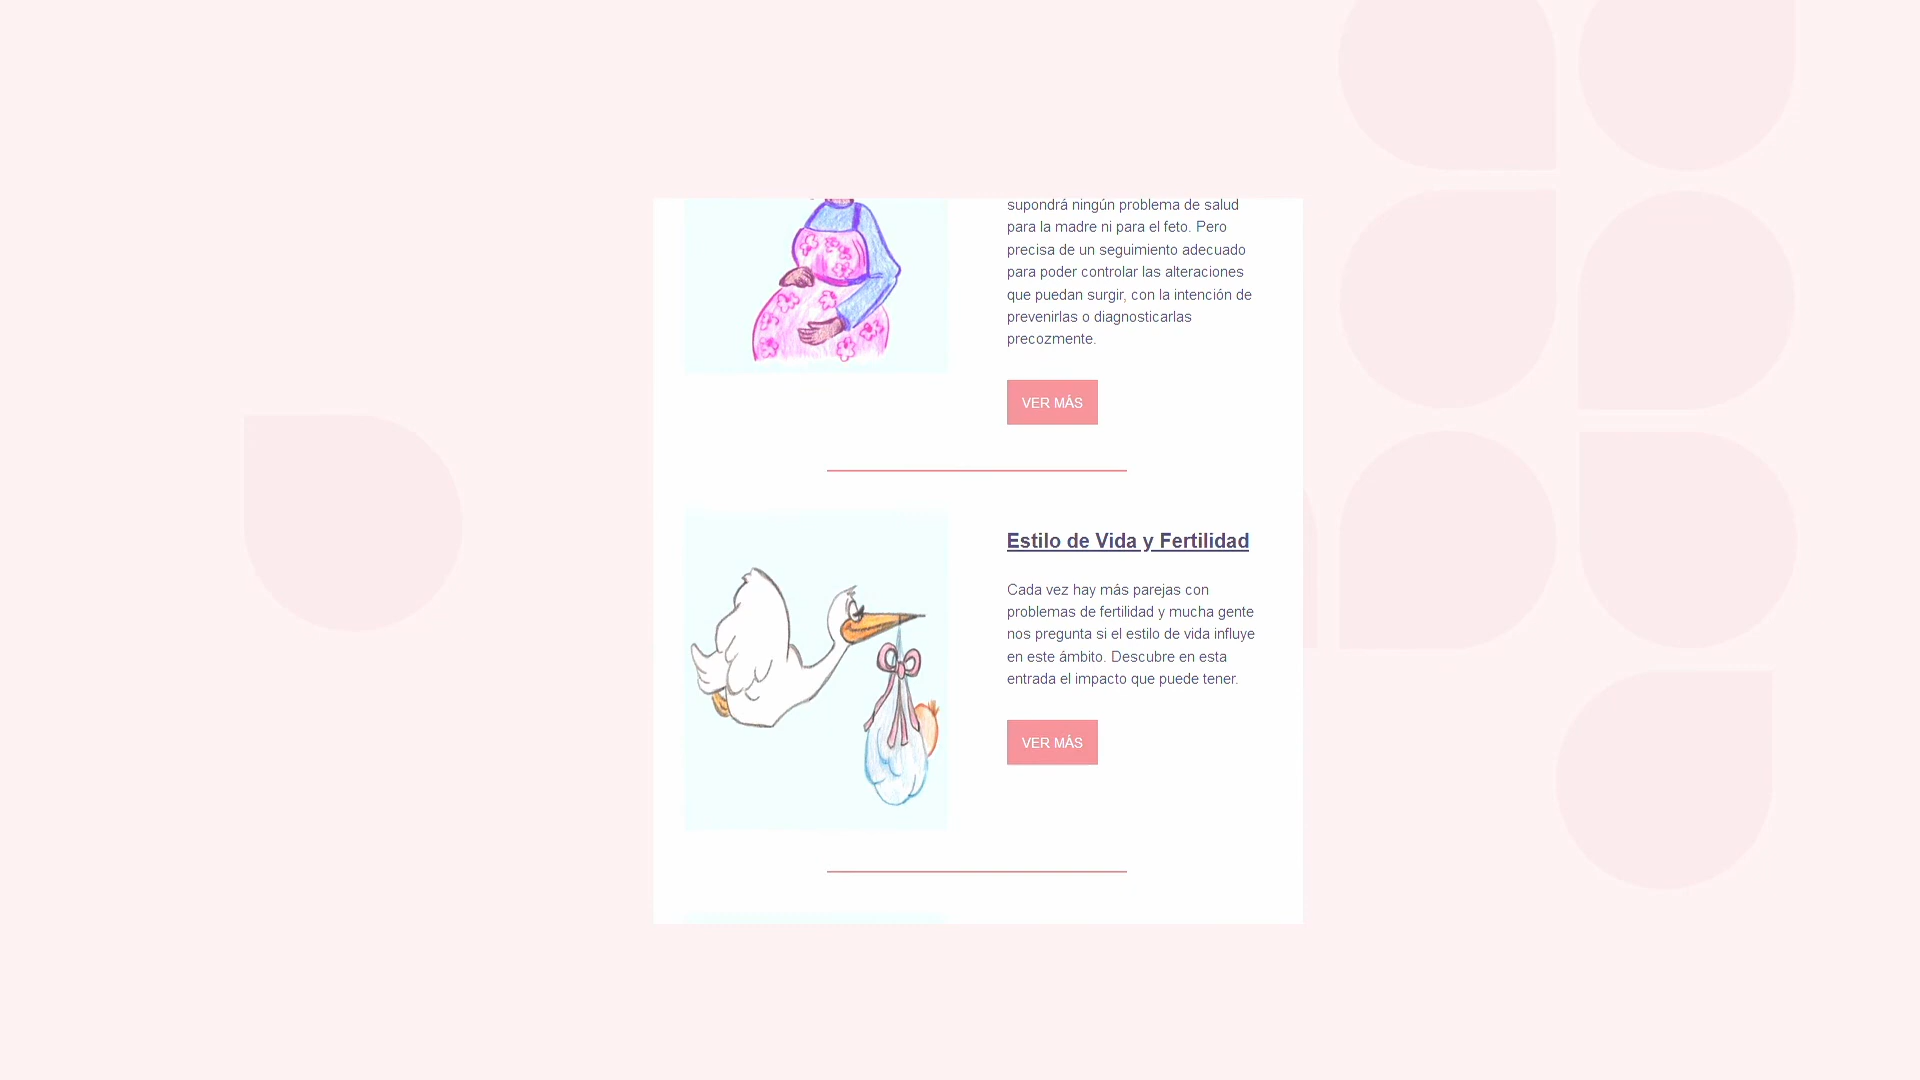 supondrá ningún problema de salud
para la madre ni para el feto. Pero
precisa de un seguimiento adecuado
para poder controlar las alteraciones
que puedan surgir, con la intención de
prevenirlas o diagnosticarlas
precozmente.
VER MÁS
Estilo de Vida y Fertilidad
Cada vez hay más parejas con
problemas de fertilidad y mucha gente
nos pregunta si el estilo de vida influye
en este ámbito. Descubre en esta
entrada el impacto que puede tener.
VER MÁS